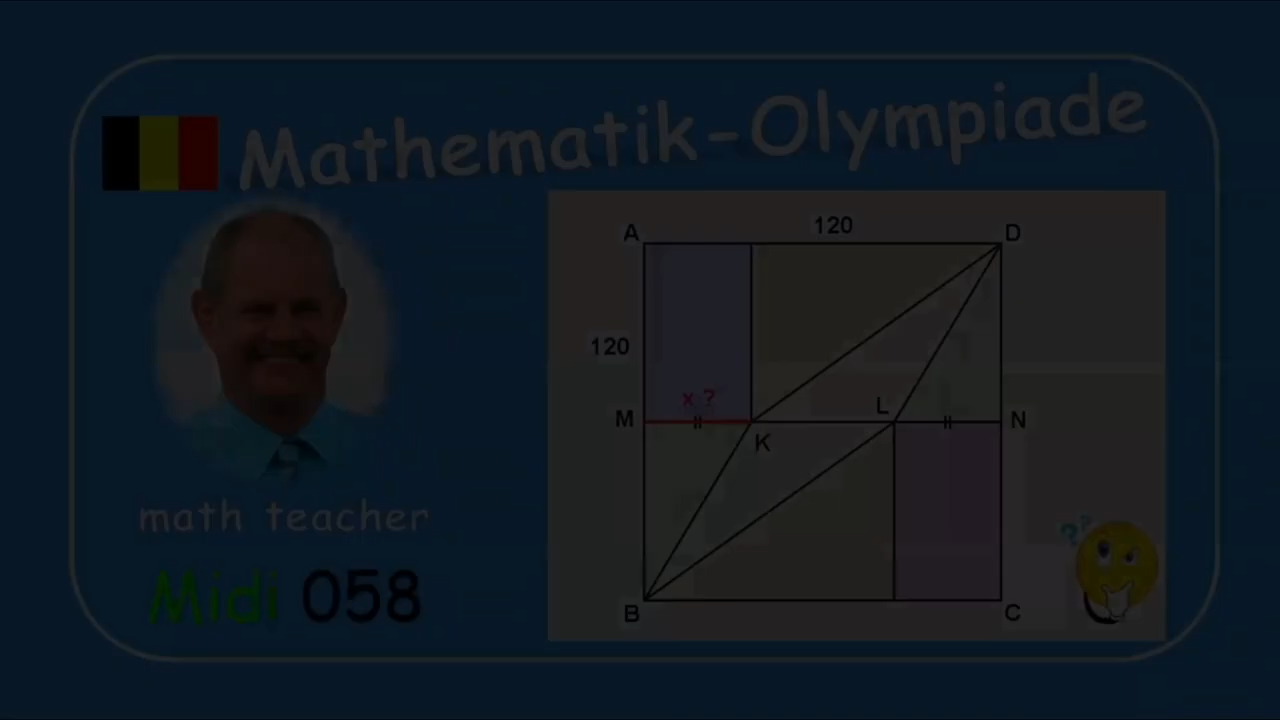 Mathematik-Olympiade
120
A
D
120
x ?
M
L
N
K
math teacher
Midi 058
B
C
??